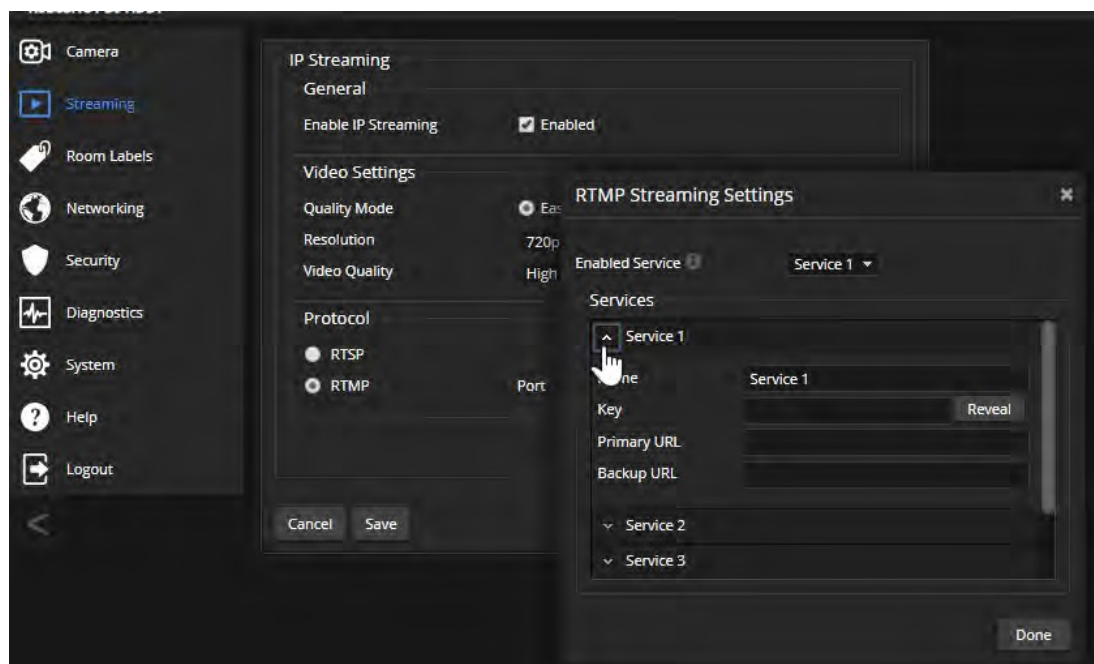 Camera
Streaming
Room Labels
Networking
Security
Diagnostics
System
Help
Logout
IP Streaming
General
Enable IP Streaming Enabled
Video Settings
Quality Mode
Resolution 720p
Video Quality High
Protocol
RTSP
RTMP Port
Cancel Save
RTMP Streaming Settings
Enabled Service Service 1
Services
Service 1
Service 1
Key Reveal
Primary URL
Backup URL
Service 2
Service 3
Done